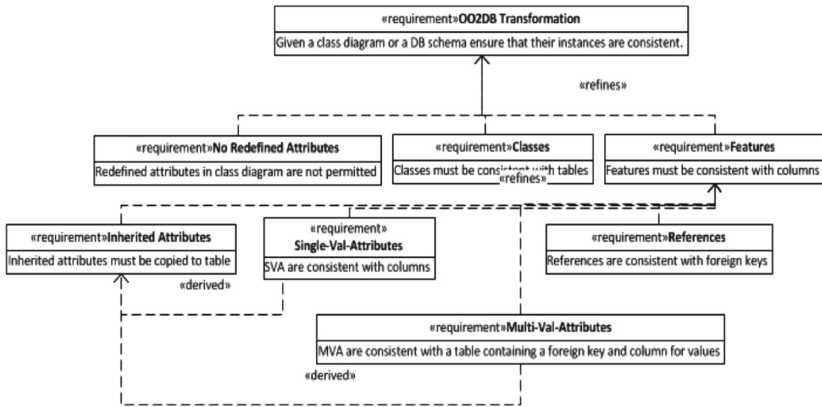 «requirement»OO2DB Transformation
Given a class diagram or a DB schema ensure that their instances are consistent.
«refines»
«requirement»No Redefined Attributes
Redefined attributes in class diagram are not permitted
«requirement»Classes
Classes must be consistent with tables
«requirement»Features
Features must be consistent with columns
«refines»
«requirement»Inherited Attributes
Inherited attributes must be copied to table
«requirement»
Single-Val-Attributes
SVA are consistent with columns
«requirement»References
References are consistent with foreign keys
«derived»
«requirement»Multi-Val-Attributes
MVA are consistent with a table containing a foreign key and column for values
«derived»